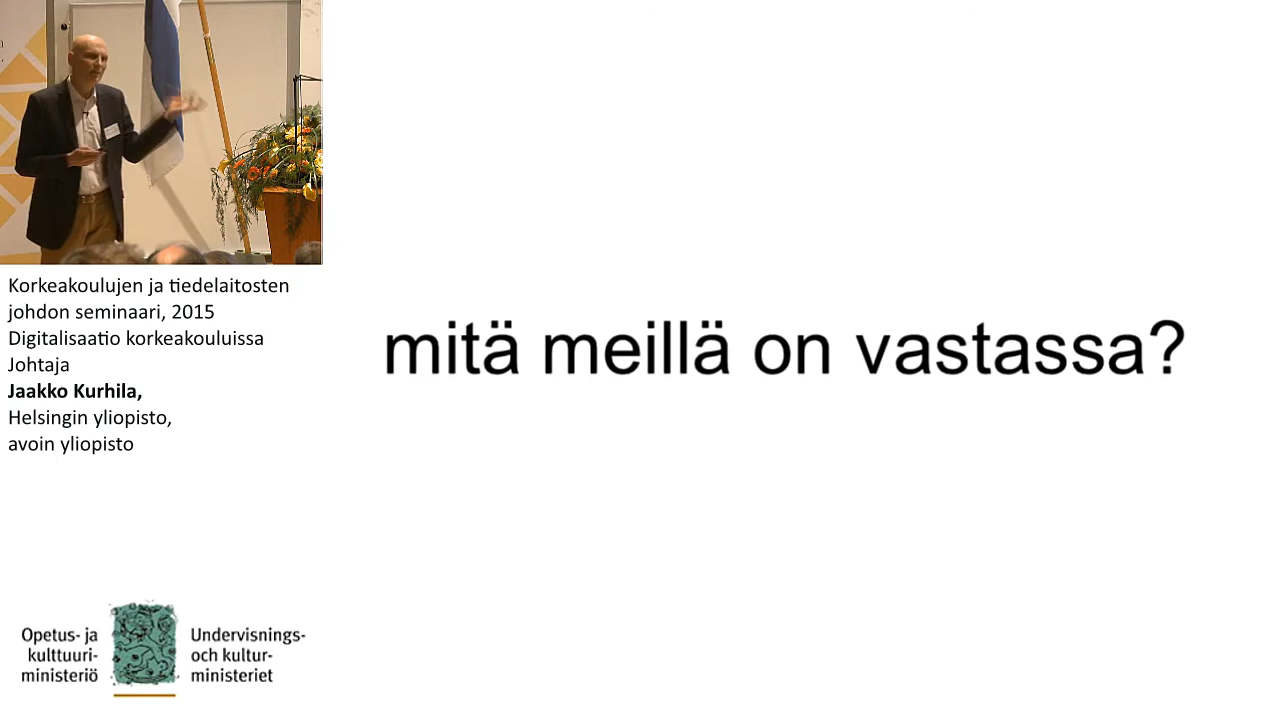 Korkeakoulujen ja tiedelaitosten
johdon seminaari, 2015
Digitalisaatio korkeakouluissa
Johtaja
Jaakko Kurhila,
Helsingin yliopisto,
avoin yliopisto
mitä meillä on vastassa?
Opetus- ja
kulttuuri-
ministeriö
Undervisnings-
och kultur-
ministeriet